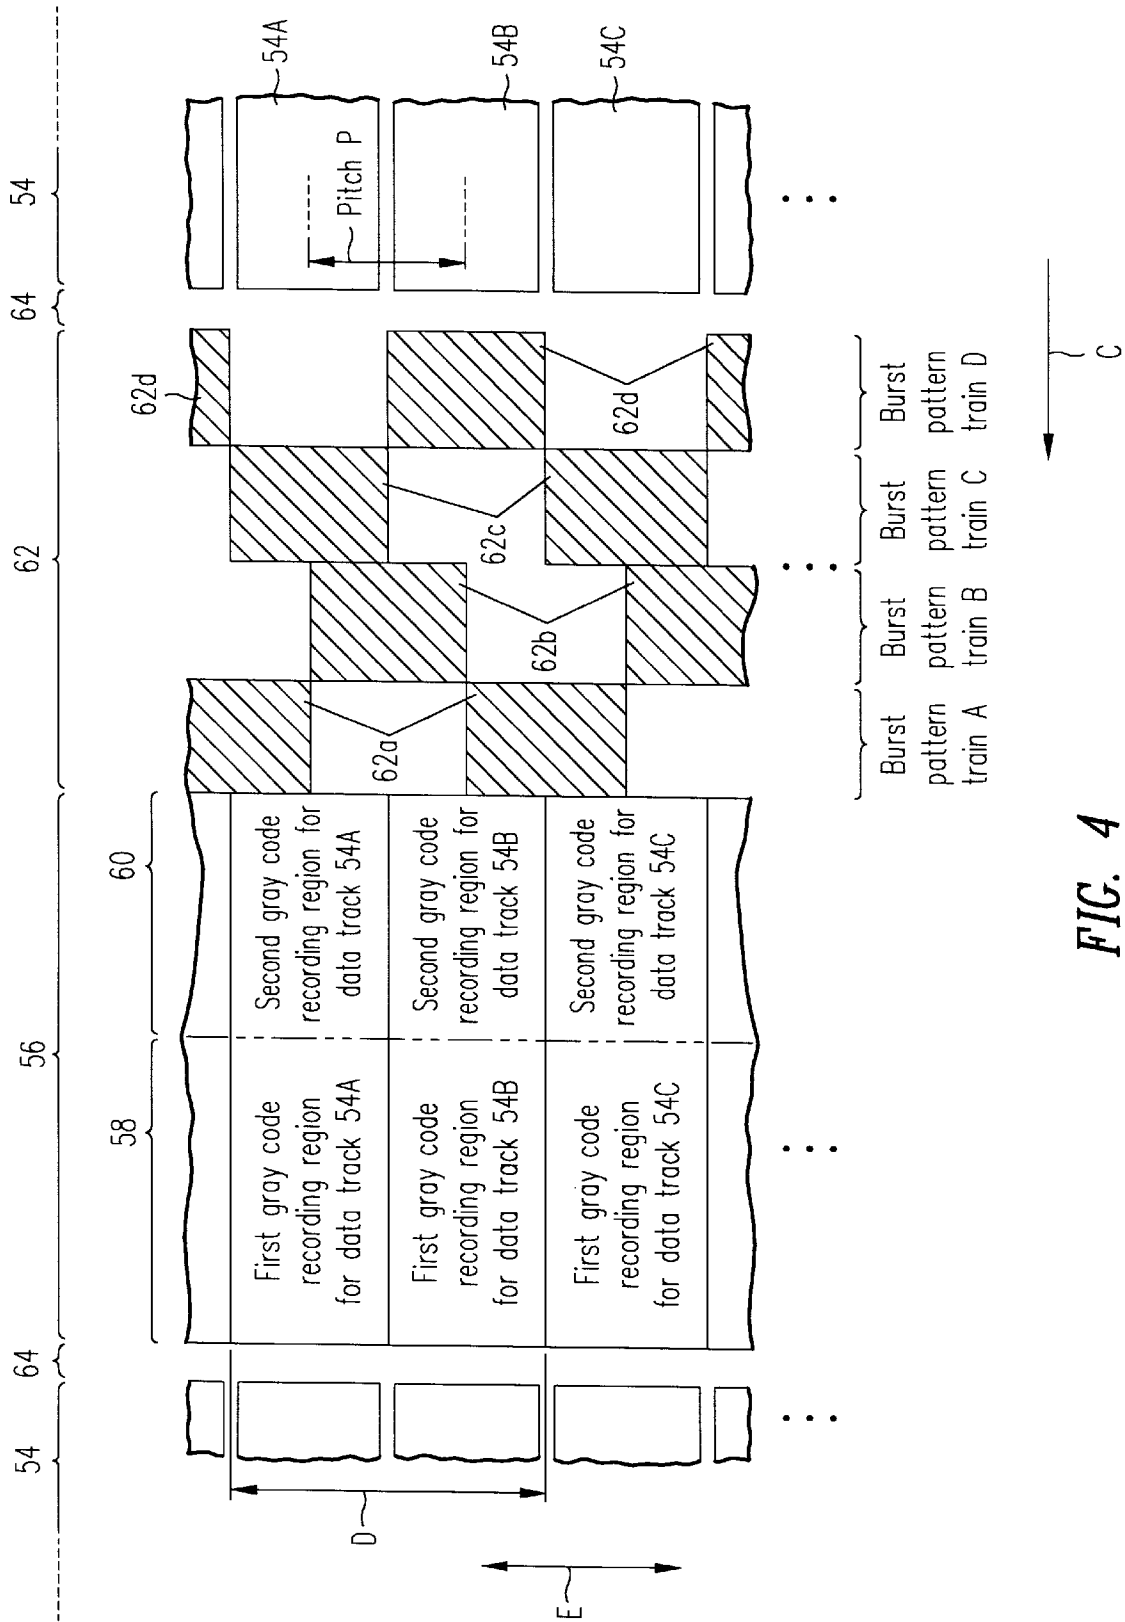 54
64
56
62
64
54
58
60
62d
54A
54B
54C
Pitch P
First gray code
recording region
for data track 54A
Second gray code
recording region for
data track 54A
First gray code
recording region
for data track 54B
Second gray code
recording region for
data track 54B
First gray code
recording region
for data track 54C
Second gray code
recording region for
data track 54C
62a
62b
62c
62d
D
E
Burst
pattern
train A
Burst
pattern
train B
Burst
pattern
train C
Burst
pattern
train D
C
FIG. 4